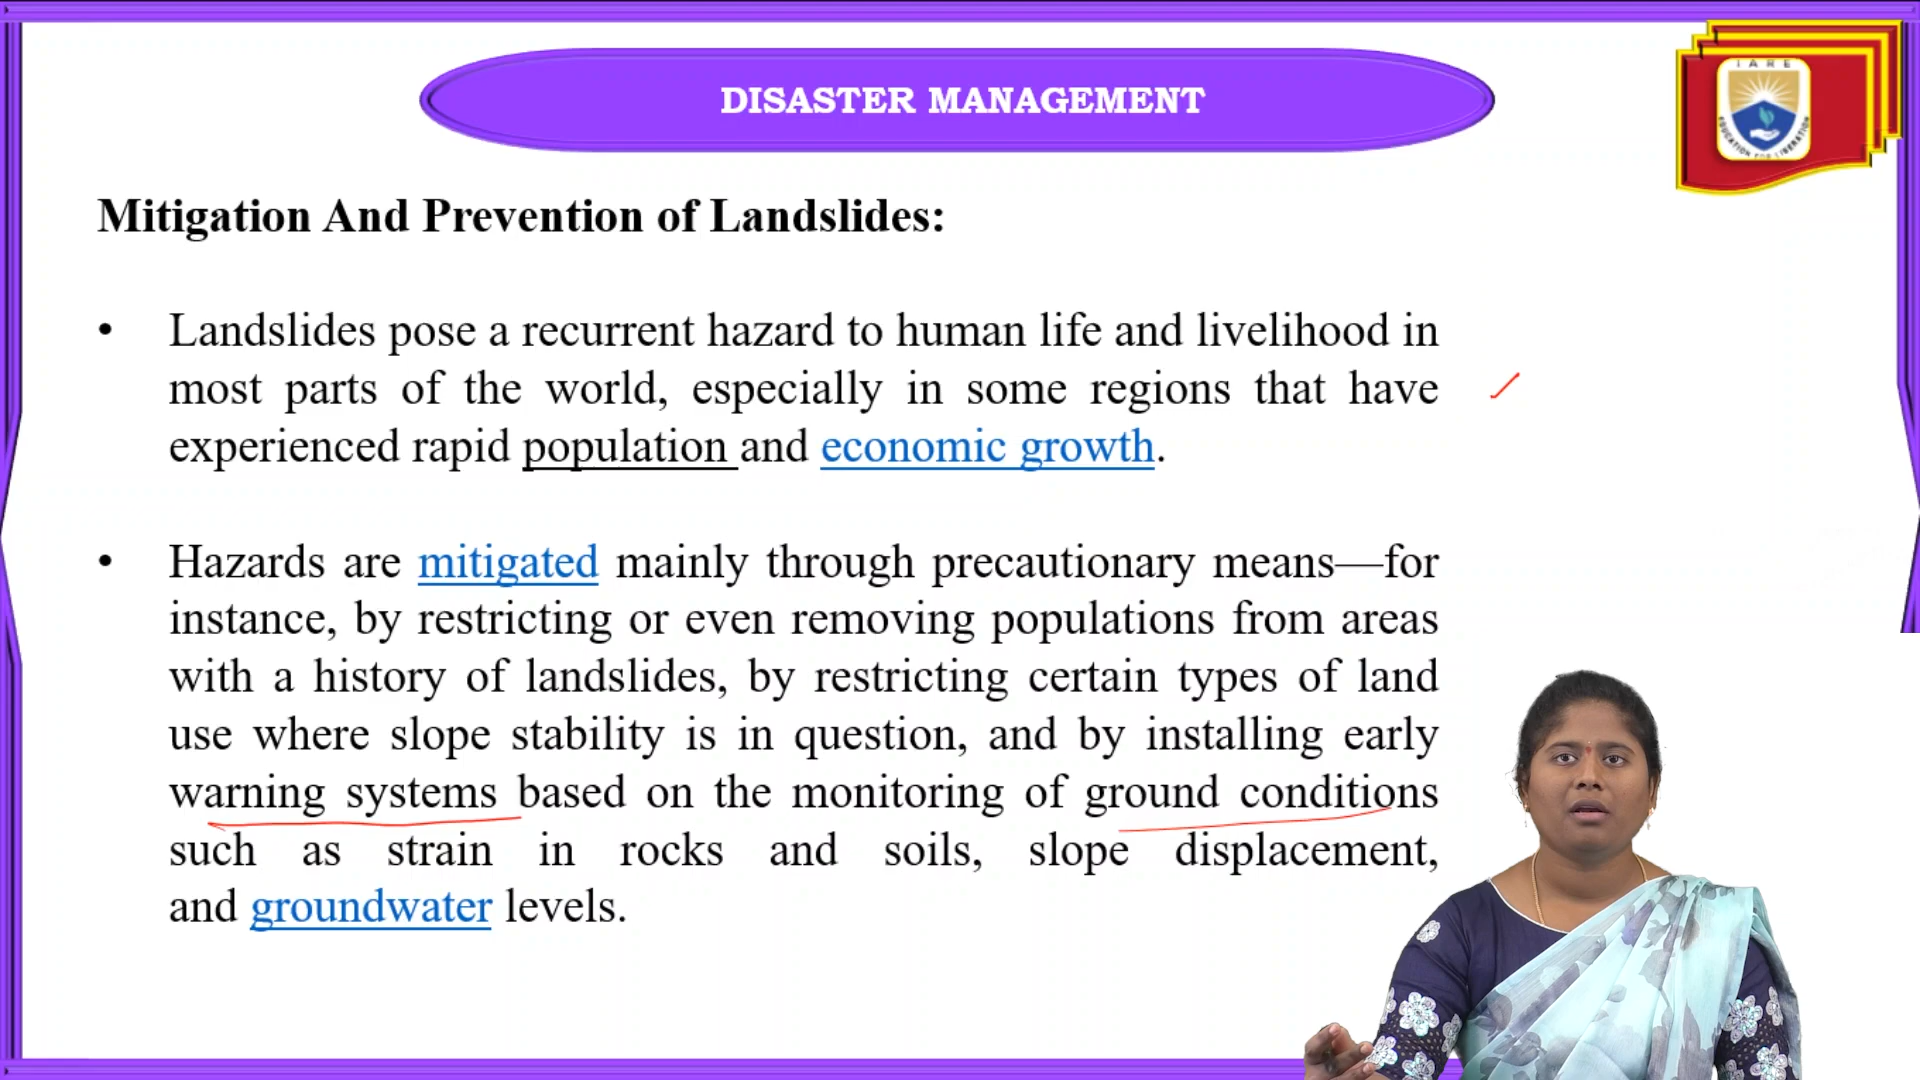 DISASTER MANAGEMENT
IARE
EDUCATION FOR LIBERATION
Mitigation And Prevention of Landslides:
• Landslides pose a recurrent hazard to human life and livelihood in
most parts of the world, especially in some regions that have
experienced rapid population and economic growth.
• Hazards are mitigated mainly through precautionary means—for
instance, by restricting or even removing populations from areas
with a history of landslides, by restricting certain types of land
use where slope stability is in question, and by installing early
warning systems based on the monitoring of ground conditions
such as strain in rocks and soils, slope displacement,
and groundwater levels.